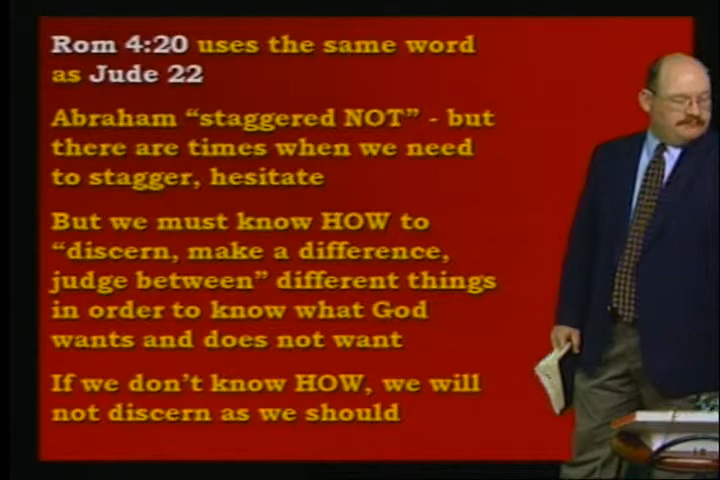 Rom 4:20 uses the same word
as Jude 22
Abraham “staggered NOT” - but
there are times when we need
to stagger, hesitate
But we must know HOW to
“discern, make a difference,
judge between” different things
in order to know what God
wants and does not want
If we don’t know HOW, we will
not discern as we should